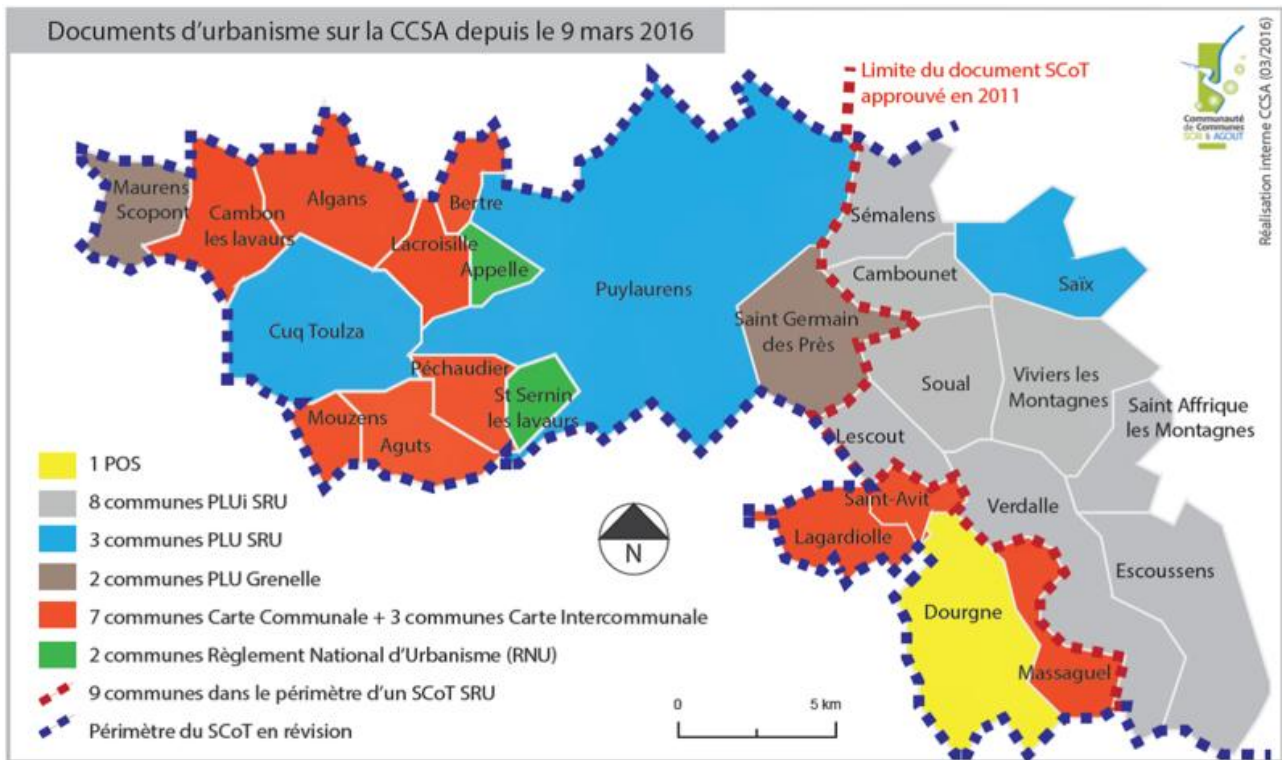 Documents d'urbanisme sur la CCSA depuis le 9 mars 2016
Limite du document SCoT
approuvé en 2011
Communauté
de Communes
SOR & AGOUT
Réalisation interne CCSA (03/2016)
Maurens
Scopont
Cambon
les lavaurs
Algans
Bertre
Lacroisille
Appelle
Sémalens
Cambounet
Saïx
Puylaurens
Cuq Toulza
Saint Germain
des Près
Péchaudier
St Sernin
les lavaurs
Soual
Viviers les
Montagnes
Saint Affrique
les Montagnes
Mouzens
Aguts
Lescout
Saint-Avit
Lagardiolle
Verdalle
Escoussens
Dourgne
Massaguel
N
1 POS
8 communes PLUi SRU
3 communes PLU SRU
2 communes PLU Grenelle
7 communes Carte Communale + 3 communes Carte Intercommunale
2 communes Règlement National d'Urbanisme (RNU)
9 communes dans le périmètre d'un SCoT SRU
Périmètre du SCoT en révision
0 5 km